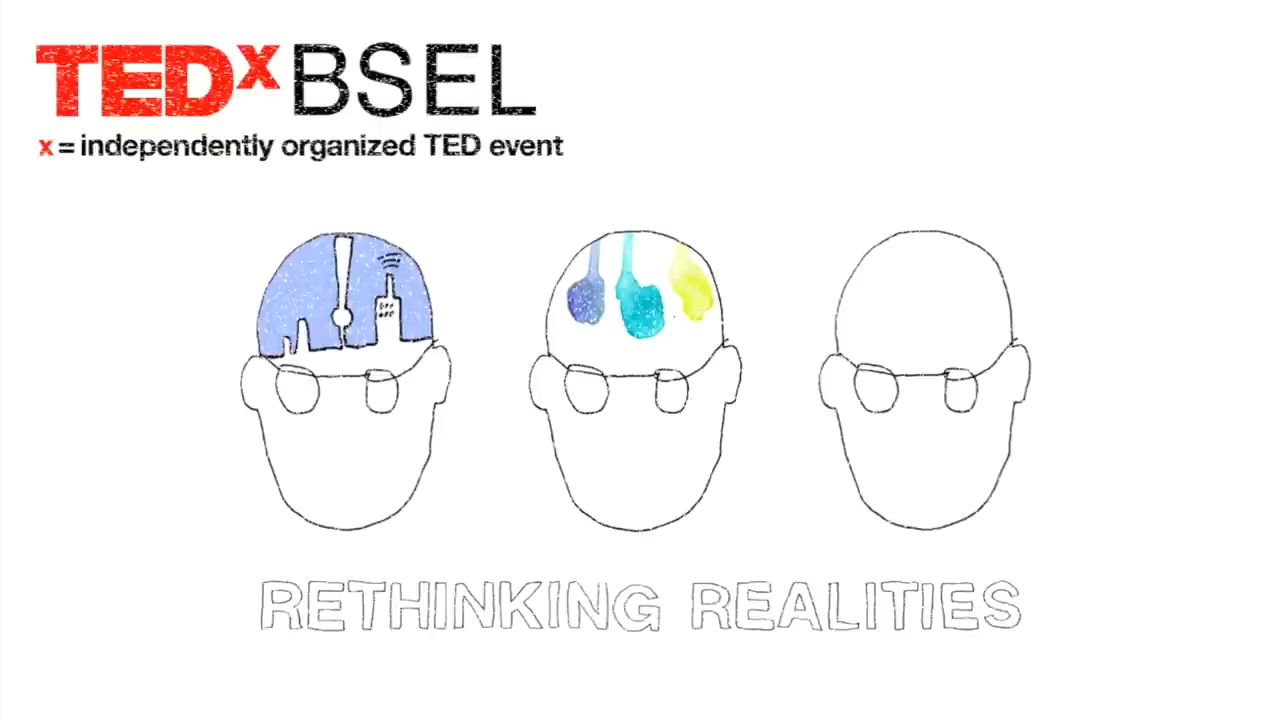 TEDxBSEL
x = independently organized TED event
RETHINKING REALITIES